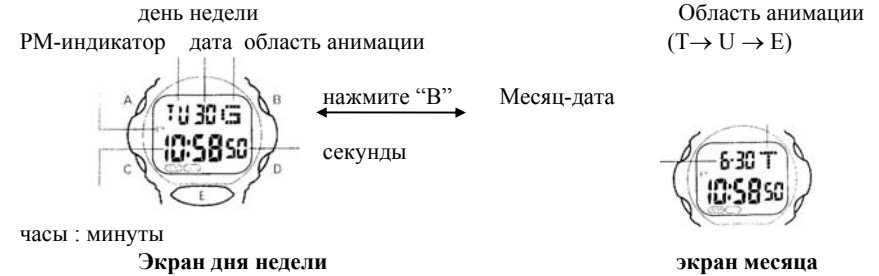 день недели
Область анимации
PM-индикатор дата область анимации
(T→ U → E)
A
B
TU 30
10:58 50
C
D
E
нажмите “B”
Месяц-дата
секунды
6-30 T
10:58 50
часы : минуты
Экран дня недели
экран месяца